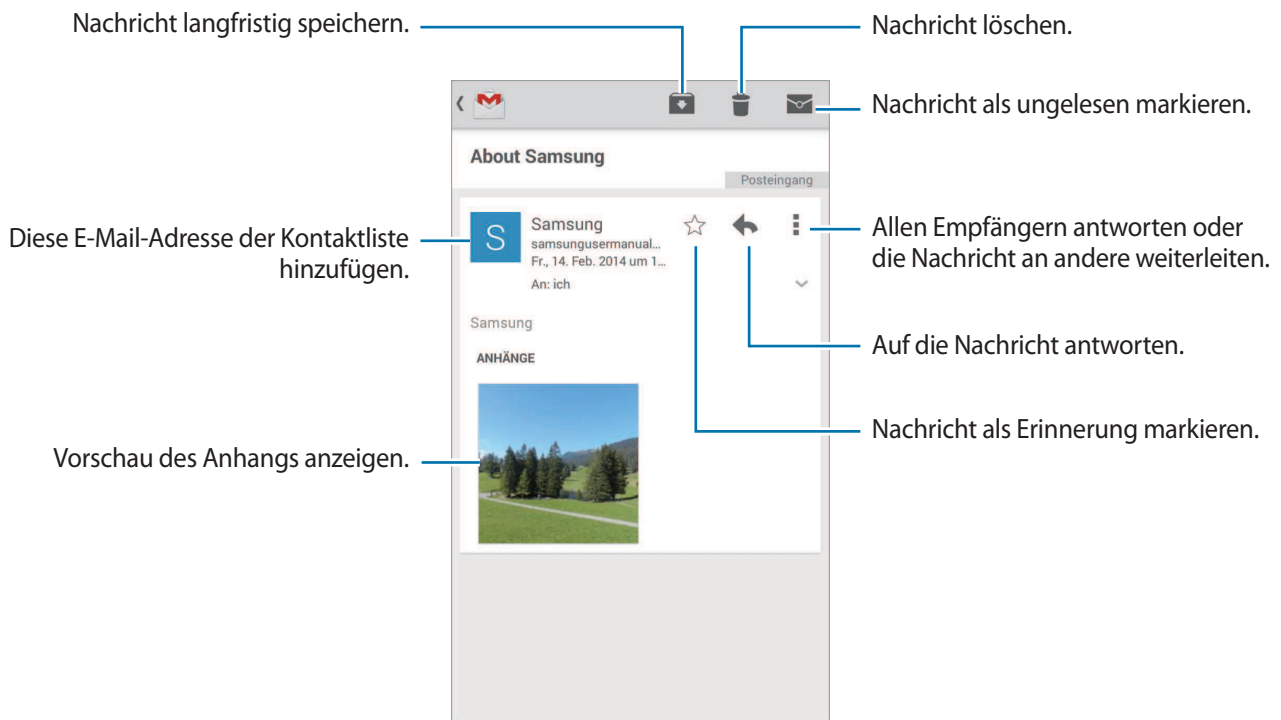 Nachricht langfristig speichern.
Nachricht löschen.
Nachricht als ungelesen markieren.
About Samsung
Posteingang
Diese E-Mail-Adresse der Kontaktliste
hinzufügen.
S
Samsung
samsungusermanual...
Fr., 14. Feb. 2014 um 1...
An: ich
Allen Empfängern antworten oder
die Nachricht an andere weiterleiten.
Samsung
Auf die Nachricht antworten.
ANHÄNGE
Nachricht als Erinnerung markieren.
Vorschau des Anhangs anzeigen.